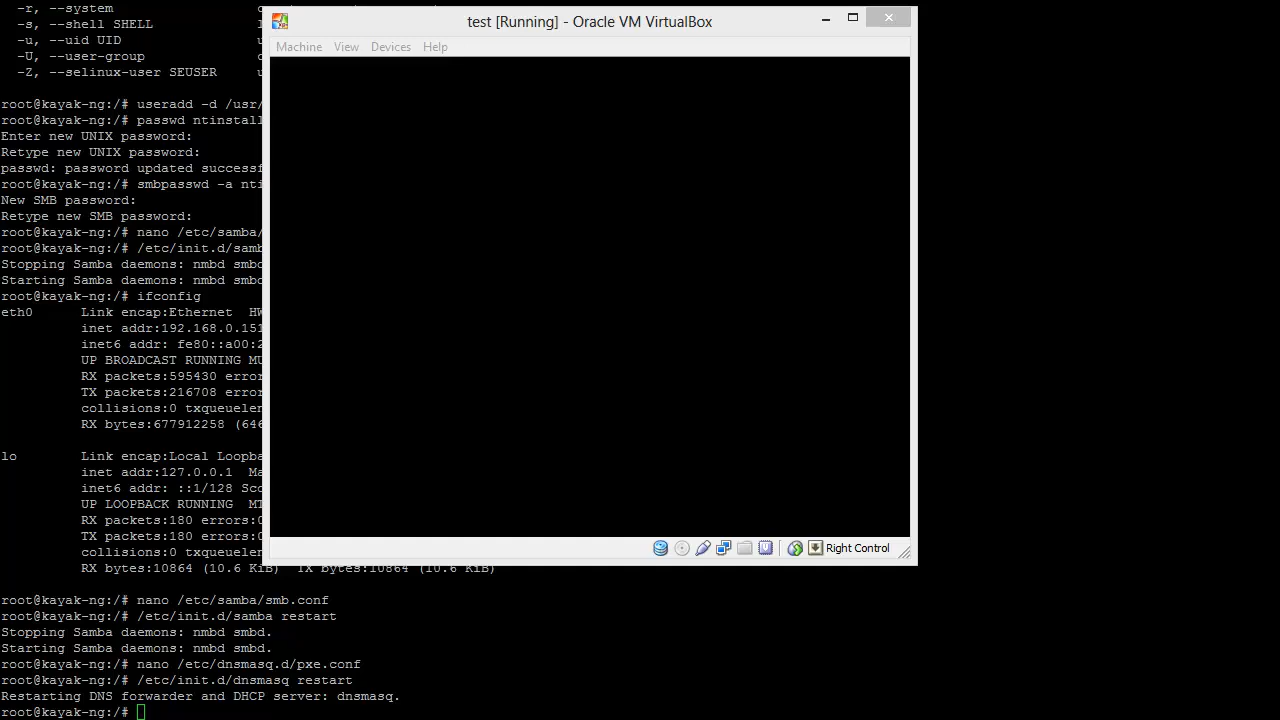 -r, --system
-s, --shell SHELL
-u, --uid UID
-U, --user-group
-Z, --selinux-user SEUSER
root@kayak-ng:/# useradd -d /usr/
root@kayak-ng:/# passwd ntinstall
Enter new UNIX password:
Retype new UNIX password:
passwd: password updated successf
root@kayak-ng:/# smbpasswd -a nti
New SMB password:
Retype new SMB password:
root@kayak-ng:/# nano /etc/samba/
root@kayak-ng:/# /etc/init.d/samb
Stopping Samba daemons: nmbd smbd
Starting Samba daemons: nmbd smbd
root@kayak-ng:/# ifconfig
eth0 Link encap:Ethernet HW
inet addr:192.168.0.151
inet6 addr: fe80::a00:2
UP BROADCAST RUNNING MU
RX packets:595430 error
TX packets:216708 error
collisions:0 txqueuelen
RX bytes:677912258 (646
lo Link encap:Local Loopba
inet addr:127.0.0.1 Ma
inet6 addr: ::1/128 Sco
UP LOOPBACK RUNNING MT
RX packets:180 errors:0
TX packets:180 errors:0
collisions:0 txqueuelen
RX bytes:10864 (10.6 KiB) TX bytes:10864 (10.6 KiB)
root@kayak-ng:/# nano /etc/samba/smb.conf
root@kayak-ng:/# /etc/init.d/samba restart
Stopping Samba daemons: nmbd smbd.
Starting Samba daemons: nmbd smbd.
root@kayak-ng:/# nano /etc/dnsmasq.d/pxe.conf
root@kayak-ng:/# /etc/init.d/dnsmasq restart
Restarting DNS forwarder and DHCP server: dnsmasq.
root@kayak-ng:/#
test [Running] - Oracle VM VirtualBox
Machine View Devices Help
Right Control